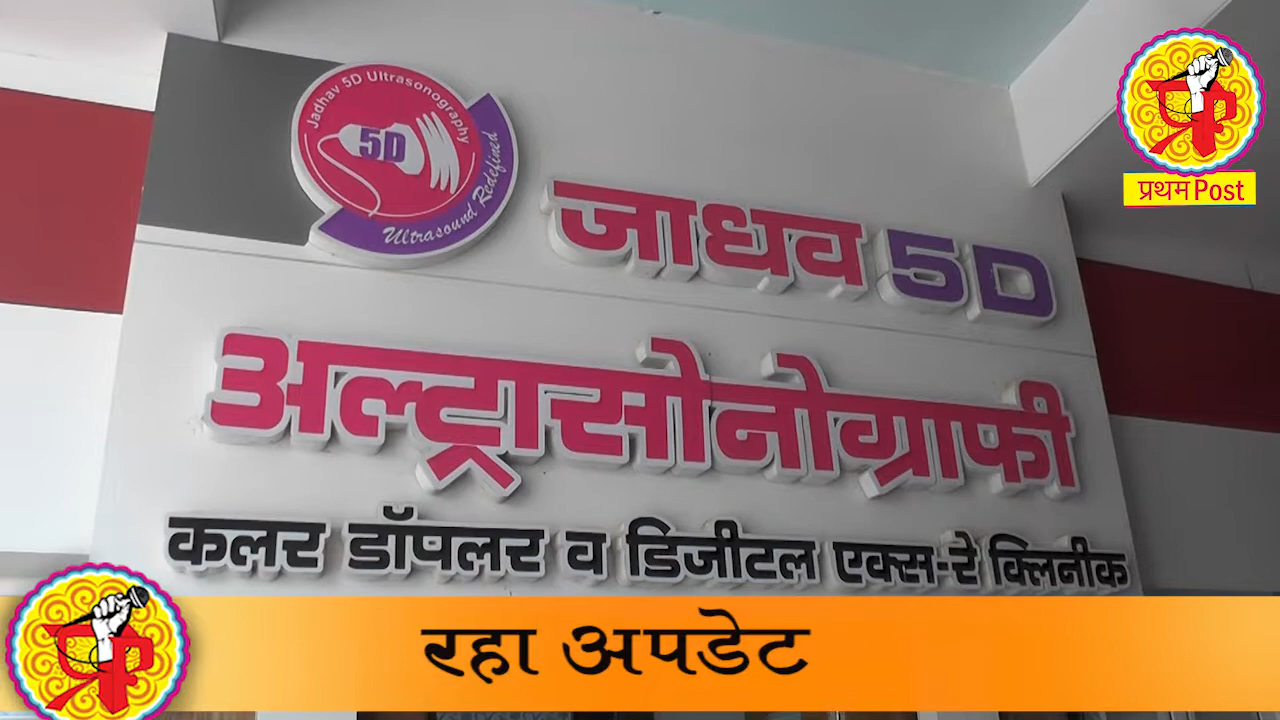 Jadhav 5D Ultrasonography
5D
Ultrasound Redefined
प्रथम Post
जाधव 5D
अल्ट्रासोनोग्राफी
कलर डॉपलर व डिजीटल एक्स-रे क्लिनीक
रहा अपडेट